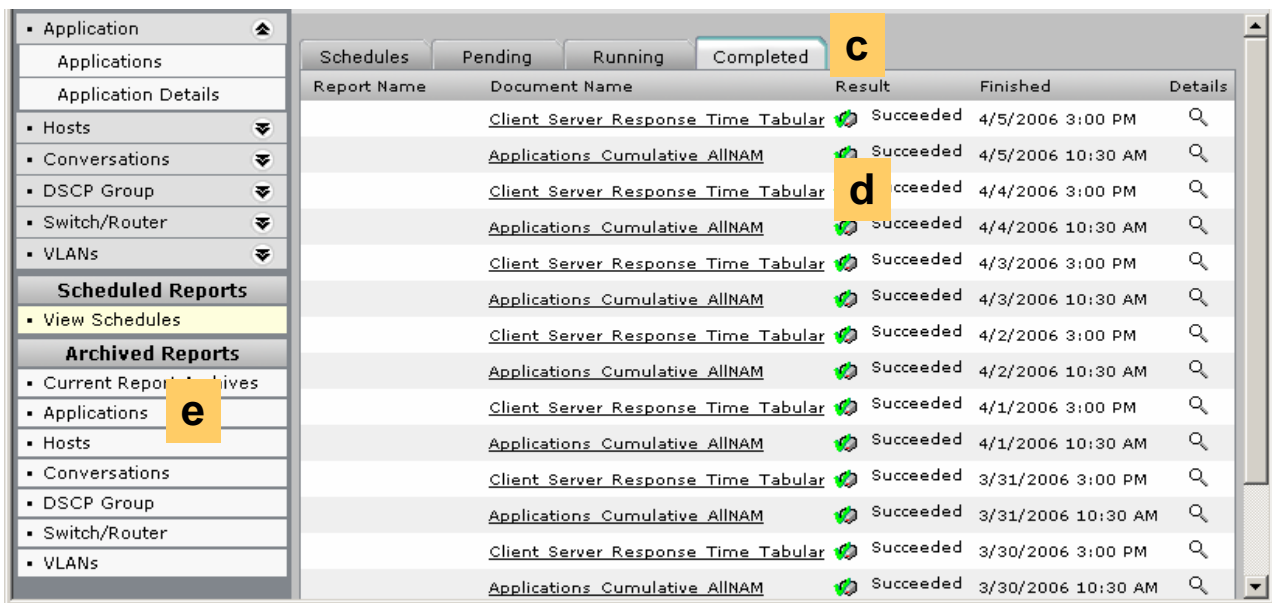 Application
Applications
Application Details
Hosts
Conversations
DSCP Group
Switch/Router
VLANs
Scheduled Reports
View Schedules
Archived Reports
Current Report
Applications
Hosts
Conversations
DSCP Group
Switch/Router
VLANs
e
c
d
Schedules Pending Running Completed
Report Name Document Name Result Finished Details
Client Server Response Time Tabular Succeeded 4/5/2006 3:00 PM
Applications Cumulative AllNAM Succeeded 4/5/2006 10:30 AM
Client Server Response Time Tabular 4/4/2006 3:00 PM
Applications Cumulative AllNAM Succeeded 4/4/2006 10:30 AM
Client Server Response Time Tabular Succeeded 4/3/2006 3:00 PM
Applications Cumulative AllNAM Succeeded 4/3/2006 10:30 AM
Client Server Response Time Tabular Succeeded 4/2/2006 3:00 PM
Applications Cumulative AllNAM Succeeded 4/2/2006 10:30 AM
Client Server Response Time Tabular Succeeded 4/1/2006 3:00 PM
Applications Cumulative AllNAM Succeeded 4/1/2006 10:30 AM
Client Server Response Time Tabular Succeeded 3/31/2006 3:00 PM
Applications Cumulative AllNAM Succeeded 3/31/2006 10:30 AM
Client Server Response Time Tabular Succeeded 3/30/2006 3:00 PM
Applications Cumulative AllNAM Succeeded 3/30/2006 10:30 AM